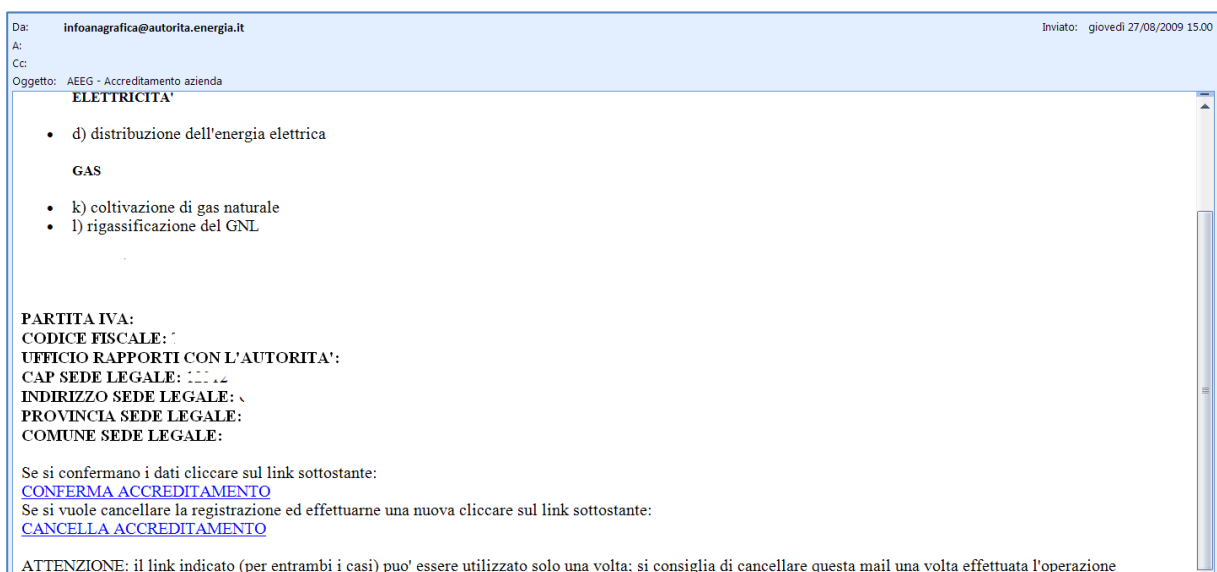 Da: infoanagrafica@autorita.energia.it Inviato: giovedì 27/08/2009 15.00
A:
Cc:
Oggetto: AEEG - Accreditamento azienda
ELETTRICITA'
• d) distribuzione dell'energia elettrica
GAS
• k) coltivazione di gas naturale
• l) rigassificazione del GNL
PARTITA IVA:
CODICE FISCALE:
UFFICIO RAPPORTI CON L'AUTORITA':
CAP SEDE LEGALE:
INDIRIZZO SEDE LEGALE:
PROVINCIA SEDE LEGALE:
COMUNE SEDE LEGALE:
Se si confermano i dati cliccare sul link sottostante:
CONFERMA ACCREDITAMENTO
Se si vuole cancellare la registrazione ed effettuarne una nuova cliccare sul link sottostante:
CANCELLA ACCREDITAMENTO
ATTENZIONE: il link indicato (per entrambi i casi) puo' essere utilizzato solo una volta; si consiglia di cancellare questa mail una volta effettuata l'operazione